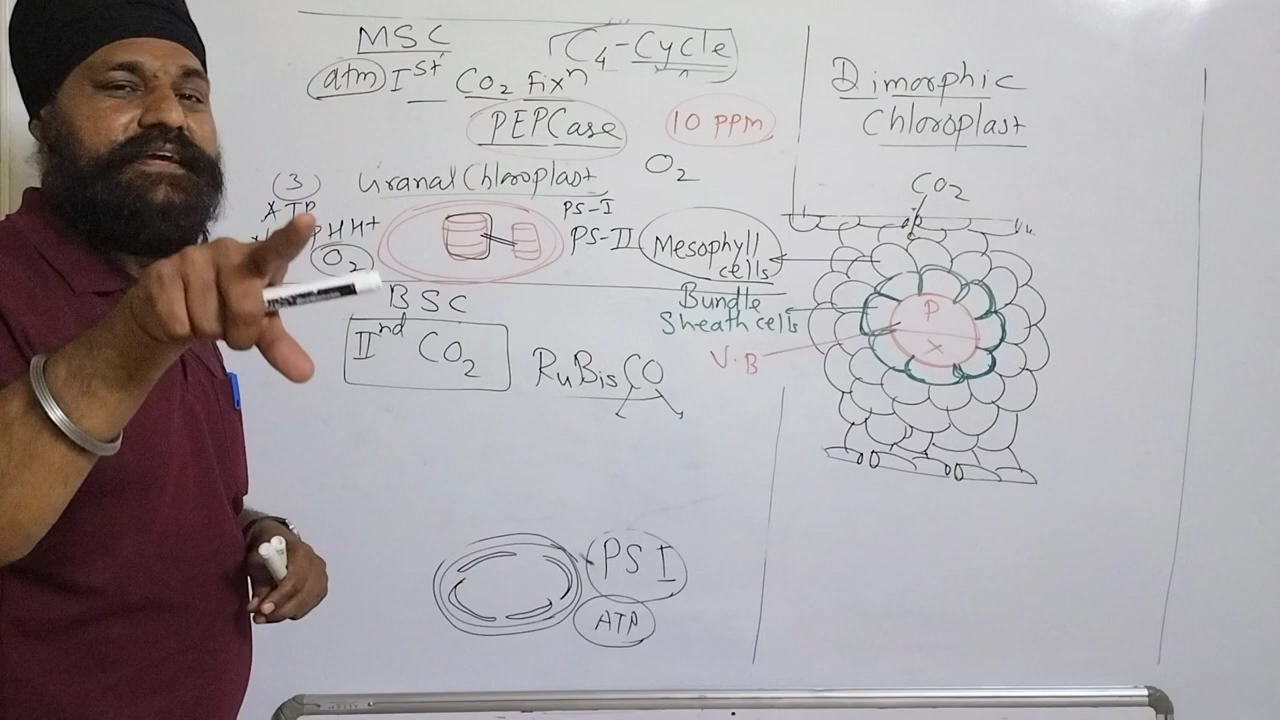 MSC
C4-Cycle
atm Ist CO2 Fixn
PEPCase
10 PPM
O2
(3) Granal Chloroplast
ATP
PHH+
O2
PS-I
PS-II
Mesophyll
cells
BSC
IInd CO2
RuBisCO
Bundle
Sheath cells
V.B
PS I
ATP
Dimorphic
Chloroplast
CO2
P
X